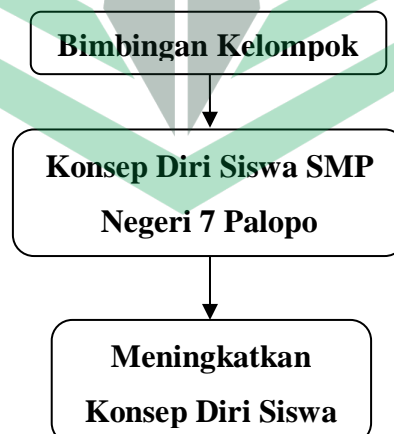 Bimbingan Kelompok
Konsep Diri Siswa SMP
Negeri 7 Palopo
Meningkatkan
Konsep Diri Siswa